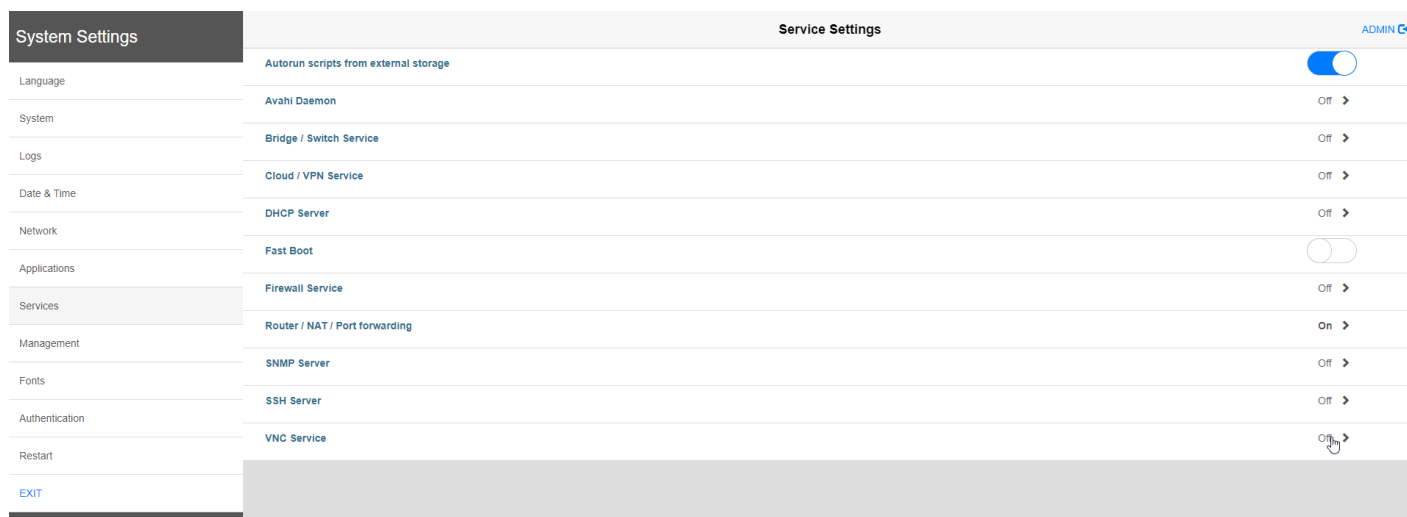 System Settings
Service Settings
ADMIN
Language
System
Logs
Date & Time
Network
Applications
Services
Management
Fonts
Authentication
Restart
EXIT
Autorun scripts from external storage
Avahi Daemon Off
Bridge / Switch Service Off
Cloud / VPN Service Off
DHCP Server Off
Fast Boot
Firewall Service Off
Router / NAT / Port forwarding On
SNMP Server Off
SSH Server Off
VNC Service Off